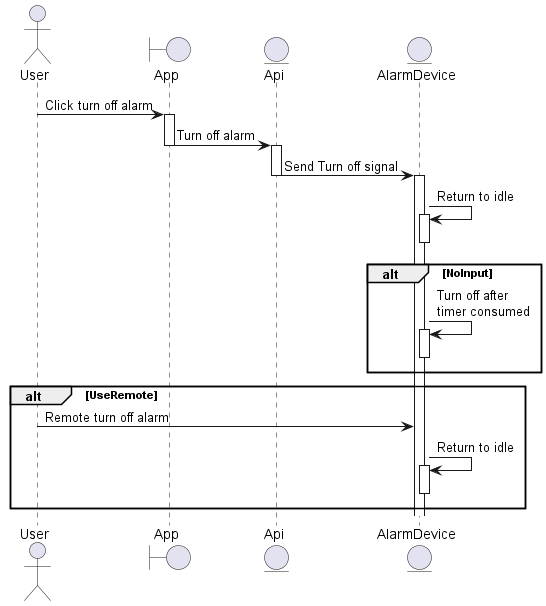 User
App
Api
AlarmDevice
Click turn off alarm
Turn off alarm
Send Turn off signal
Return to idle
alt
[NoInput]
Turn off after
timer consumed
alt
[UseRemote]
Remote turn off alarm
Return to idle
User
App
Api
AlarmDevice